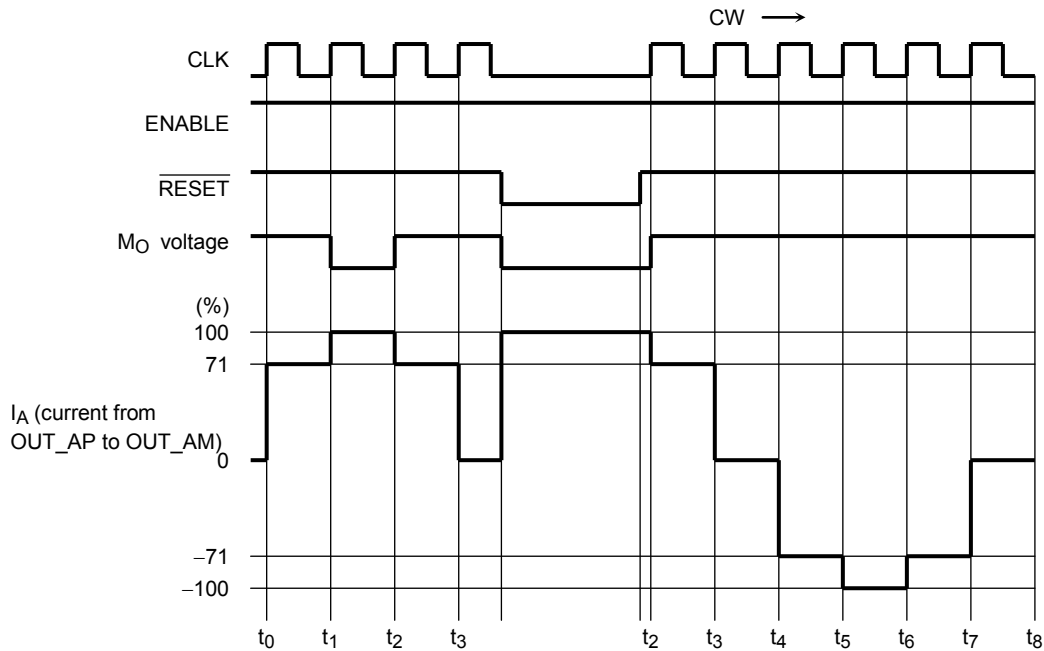 CW
CLK
ENABLE
RESET
MO voltage
(%)
100
71
IA (current from
OUT_AP to OUT_AM)
0
−71
−100
t0 t1 t2 t3 t2 t3 t4 t5 t6 t7 t8